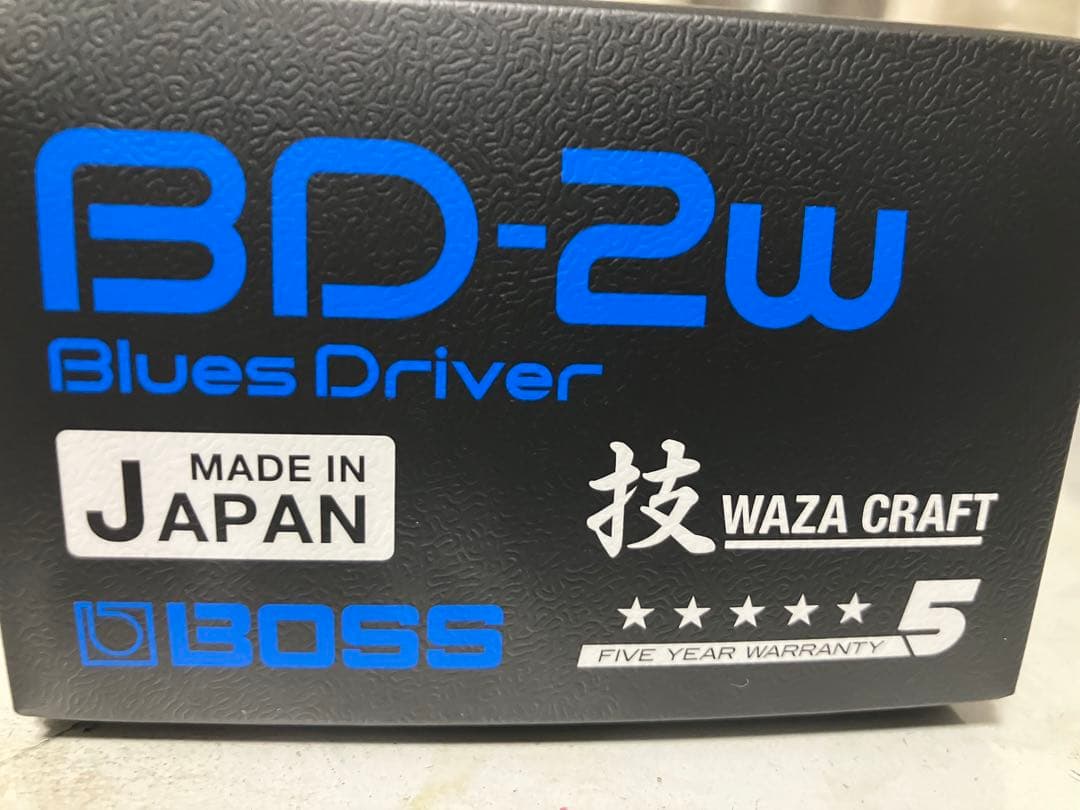 BD-2w
Blues Driver
MADE IN
JAPAN
技 WAZA CRAFT
BOSS
★★★★★ 5
FIVE YEAR WARRANTY